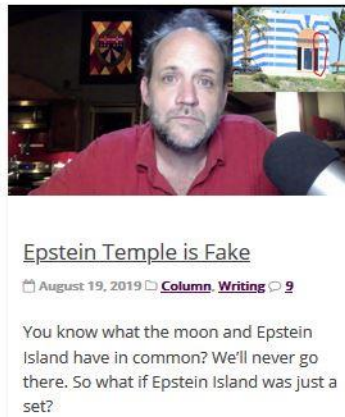 Epstein Temple is Fake
August 19, 2019 Column, Writing 9
You know what the moon and Epstein
Island have in common? We'll never go
there. So what if Epstein Island was just a
set?